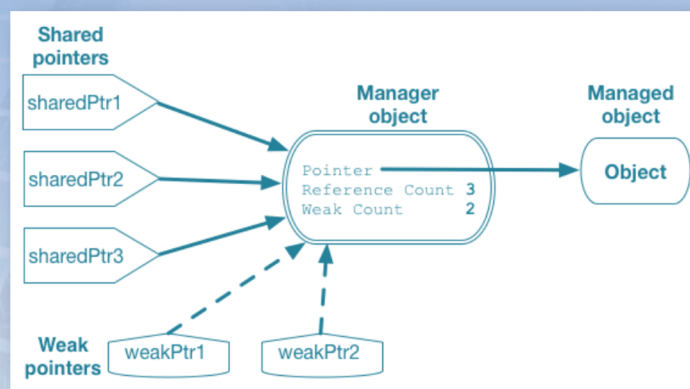 Shared
pointers
sharedPtr1
sharedPtr2
sharedPtr3
Manager
object
Pointer
Reference Count 3
Weak Count 2
Managed
object
Object
Weak
pointers
weakPtr1
weakPtr2